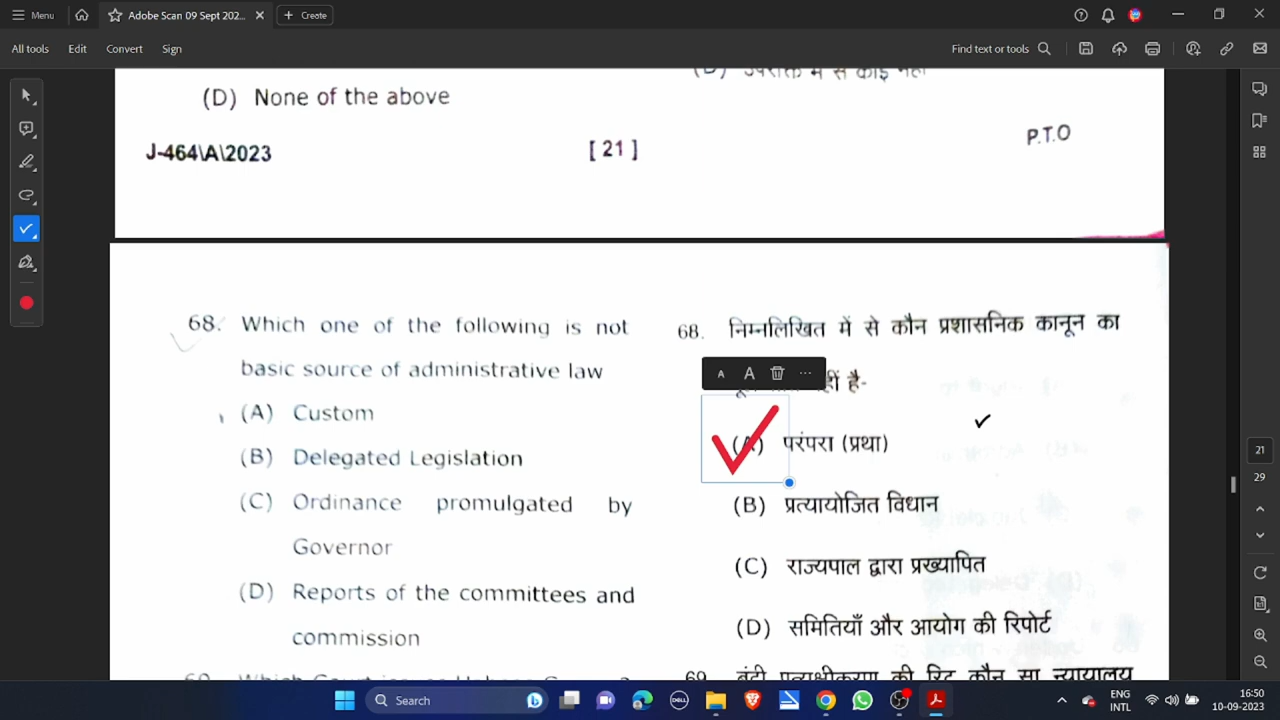 Menu
Adobe Scan 09 Sept 202...
Create
All tools
Edit
Convert
Sign
Find text or tools
(D) None of the above
J-464\A\2023
[ 21 ]
P.T.O
68. Which one of the following is not
basic source of administrative law
(A) Custom
(B) Delegated Legislation
(C) Ordinance promulgated by
Governor
(D) Reports of the committees and
commission
68. निम्नलिखित में से कौन प्रशासनिक कानून का
है-
(A) परंपरा (प्रथा)
(B) प्रत्यायोजित विधान
(C) राज्यपाल द्वारा प्रख्यापित
(D) समितियाँ और आयोग की रिपोर्ट
A
A
...
21
29
Search
ENG
INTL
16:50
10-09-2023